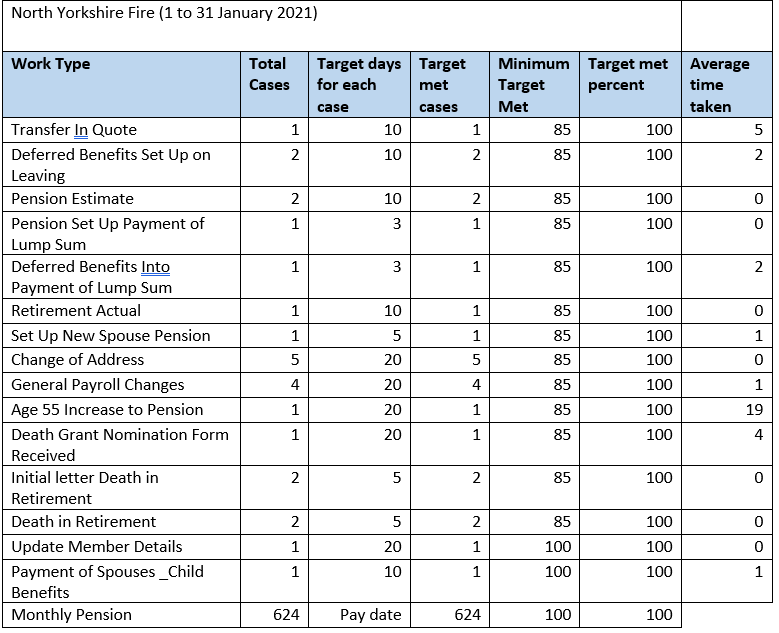 North Yorkshire Fire (1 to 31 January 2021)
Work Type Total Cases Target days for each case Target met cases Minimum Target Met Target met percent Average time taken
Transfer In Quote 1 10 1 85 100 5
Deferred Benefits Set Up on Leaving 2 10 2 85 100 2
Pension Estimate 2 10 2 85 100 0
Pension Set Up Payment of Lump Sum 1 3 1 85 100 0
Deferred Benefits Into Payment of Lump Sum 1 3 1 85 100 2
Retirement Actual 1 10 1 85 100 0
Set Up New Spouse Pension 1 5 1 85 100 1
Change of Address 5 20 5 85 100 0
General Payroll Changes 4 20 4 85 100 1
Age 55 Increase to Pension 1 20 1 85 100 19
Death Grant Nomination Form Received 1 20 1 85 100 4
Initial letter Death in Retirement 2 5 2 85 100 0
Death in Retirement 2 5 2 85 100 0
Update Member Details 1 20 1 100 100 0
Payment of Spouses _Child Benefits 1 10 1 100 100 1
Monthly Pension 624 Pay date 624 100 100